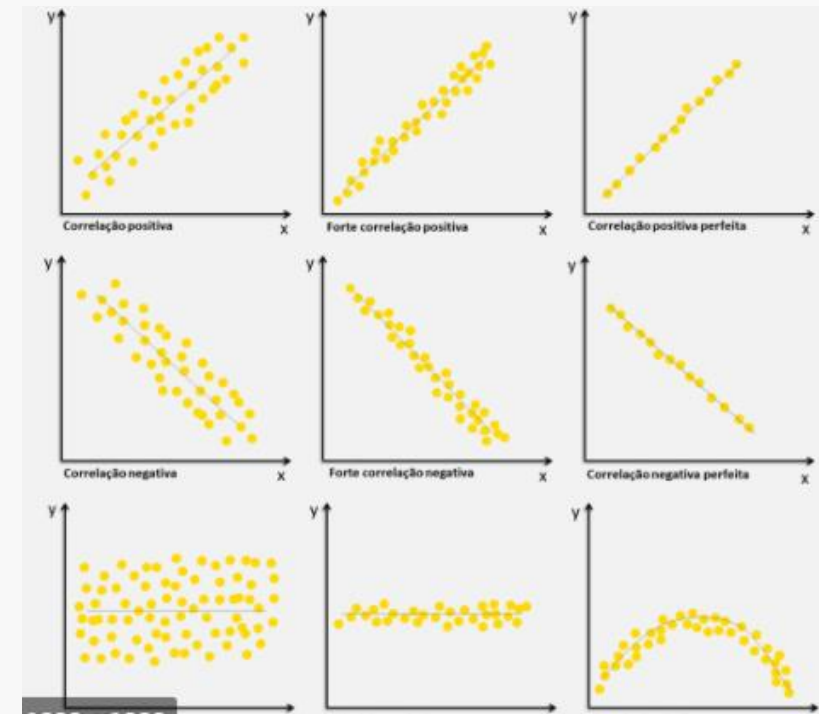 y
y
y
Correlação positiva
x
Forte correlação positiva
x
Correlação positiva perfeita
x
y
y
y
Correlação negativa
x
Forte correlação negativa
x
Correlação negativa perfeita
x
y
y
y